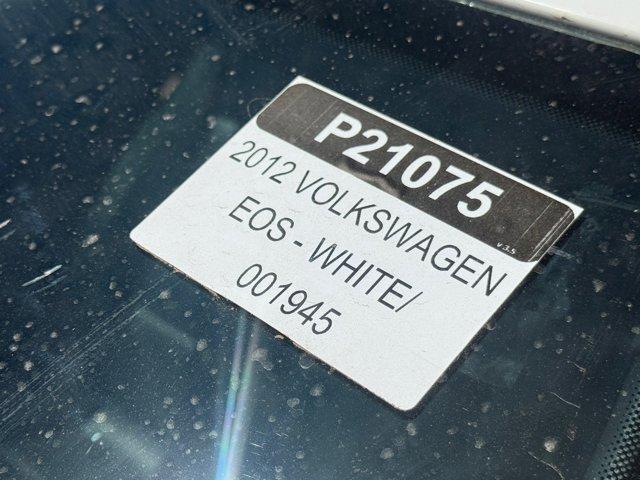 P21075
v 3.5
2012 VOLKSWAGEN
EOS - WHITE/
001945